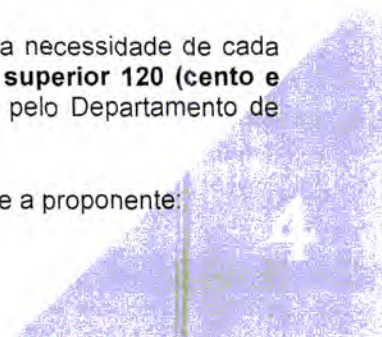 a necessidade de cada
superior 120 (cento e
pelo Departamento de
e a proponente:
4